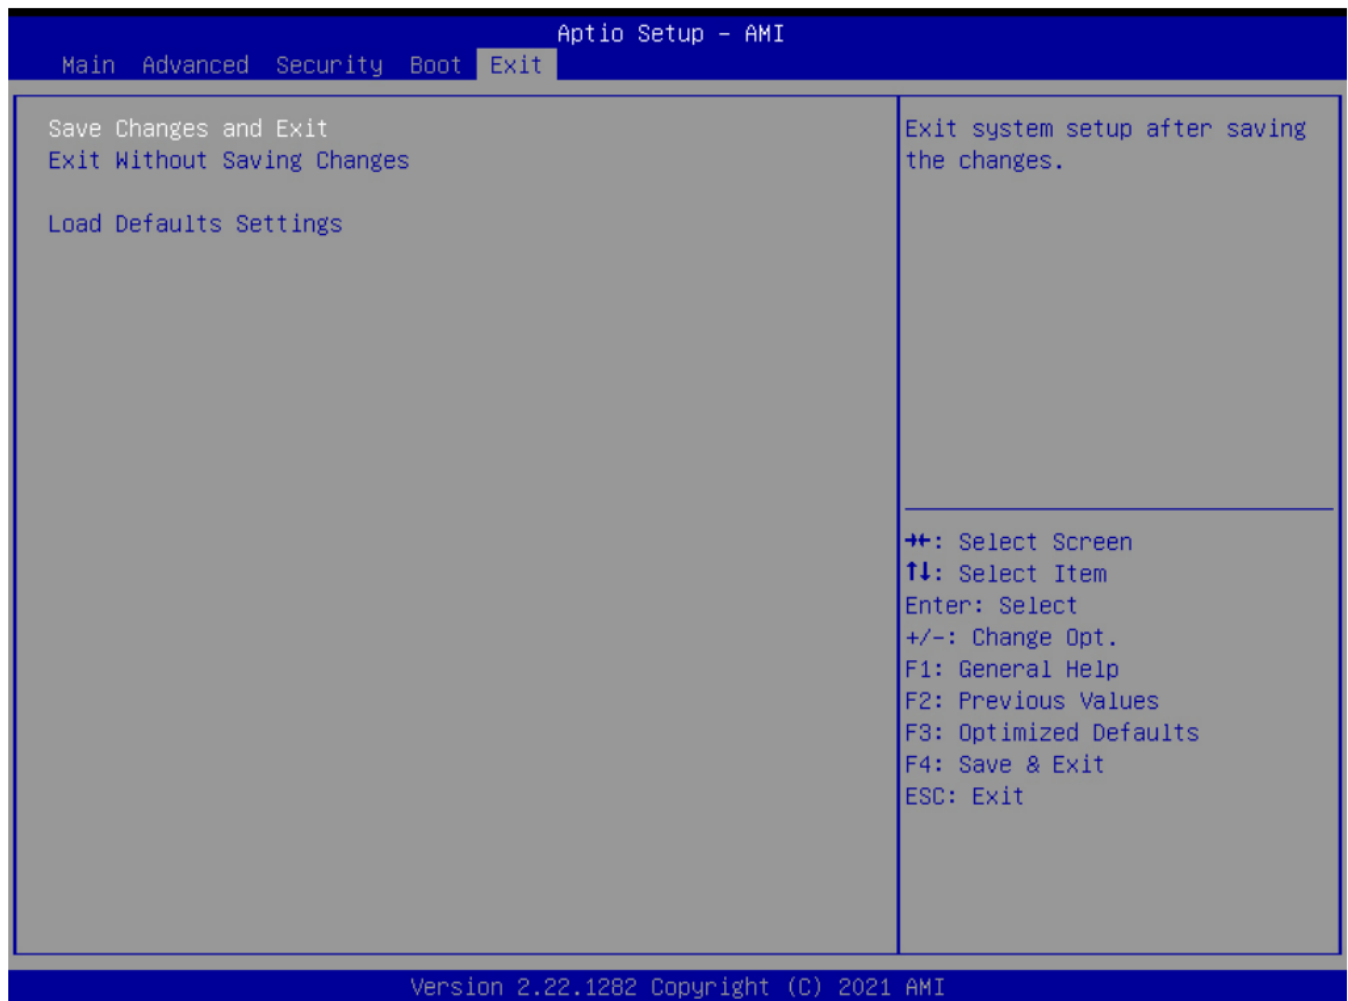 Aptio Setup – AMI
Main Advanced Security Boot Exit
Save Changes and Exit
Exit Without Saving Changes
Load Defaults Settings
Exit system setup after saving
the changes.
→←: Select Screen
↑↓: Select Item
Enter: Select
+/-: Change Opt.
F1: General Help
F2: Previous Values
F3: Optimized Defaults
F4: Save & Exit
ESC: Exit
Version 2.22.1282 Copyright (C) 2021 AMI